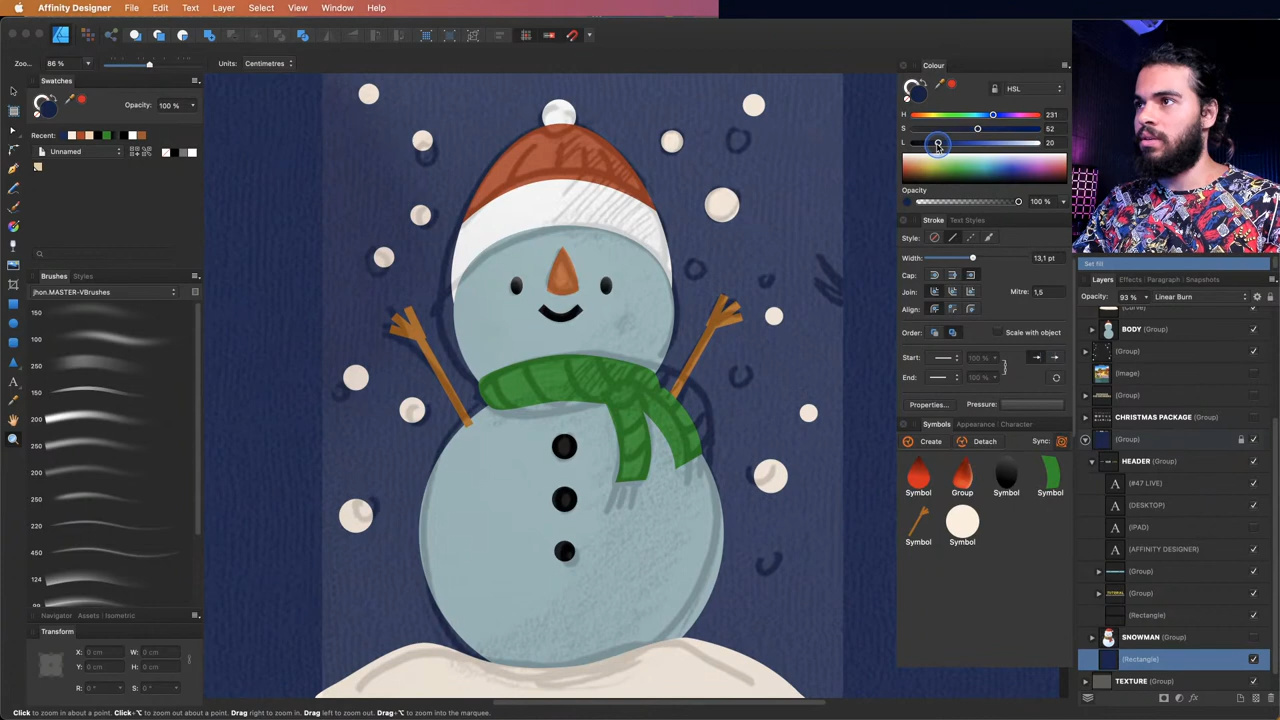 Affinity Designer File Edit Text Layer Select View Window Help
Zoo... 86 % Units: Centimetres
Swatches
Opacity: 100 %
Recent:
Unnamed
Brushes Styles
jhon.MASTER-VBrushes
150
100
250
150
200
250
200
250
220
450
124
Navigator Assets Isometric
Transform
X: 0 cm W: 0 cm
Y: 0 cm H: 0 cm
R: 0 ° S: 0 °
Colour
HSL
H 231
S 52
L 20
Opacity
100 %
Stroke Text Styles
Style:
Width: 13,1 pt
Cap:
Join: Mitre: 1,5
Align:
Order: Scale with object
Start: 100 %
End: 100 %
Properties... Pressure:
Symbols Appearance Character
Create Detach Sync:
Symbol Group Symbol Symbol
Symbol Symbol
Set fill
Layers Effects Paragraph Snapshots
Opacity: 93 % Linear Burn
(Curve)
BODY (Group)
(Group)
(Image)
(Group)
CHRISTMAS PACKAGE (Group)
(Group)
HEADER (Group)
(#47 LIVE)
(DESKTOP)
(IPAD)
(AFFINITY DESIGNER)
(Group)
(Group)
(Rectangle)
SNOWMAN (Group)
(Rectangle)
TEXTURE (Group)
Click to zoom in about a point. Click+⌥ to zoom out about a point. Drag right to zoom in. Drag left to zoom out. Drag+⌥ to zoom into the marquee.